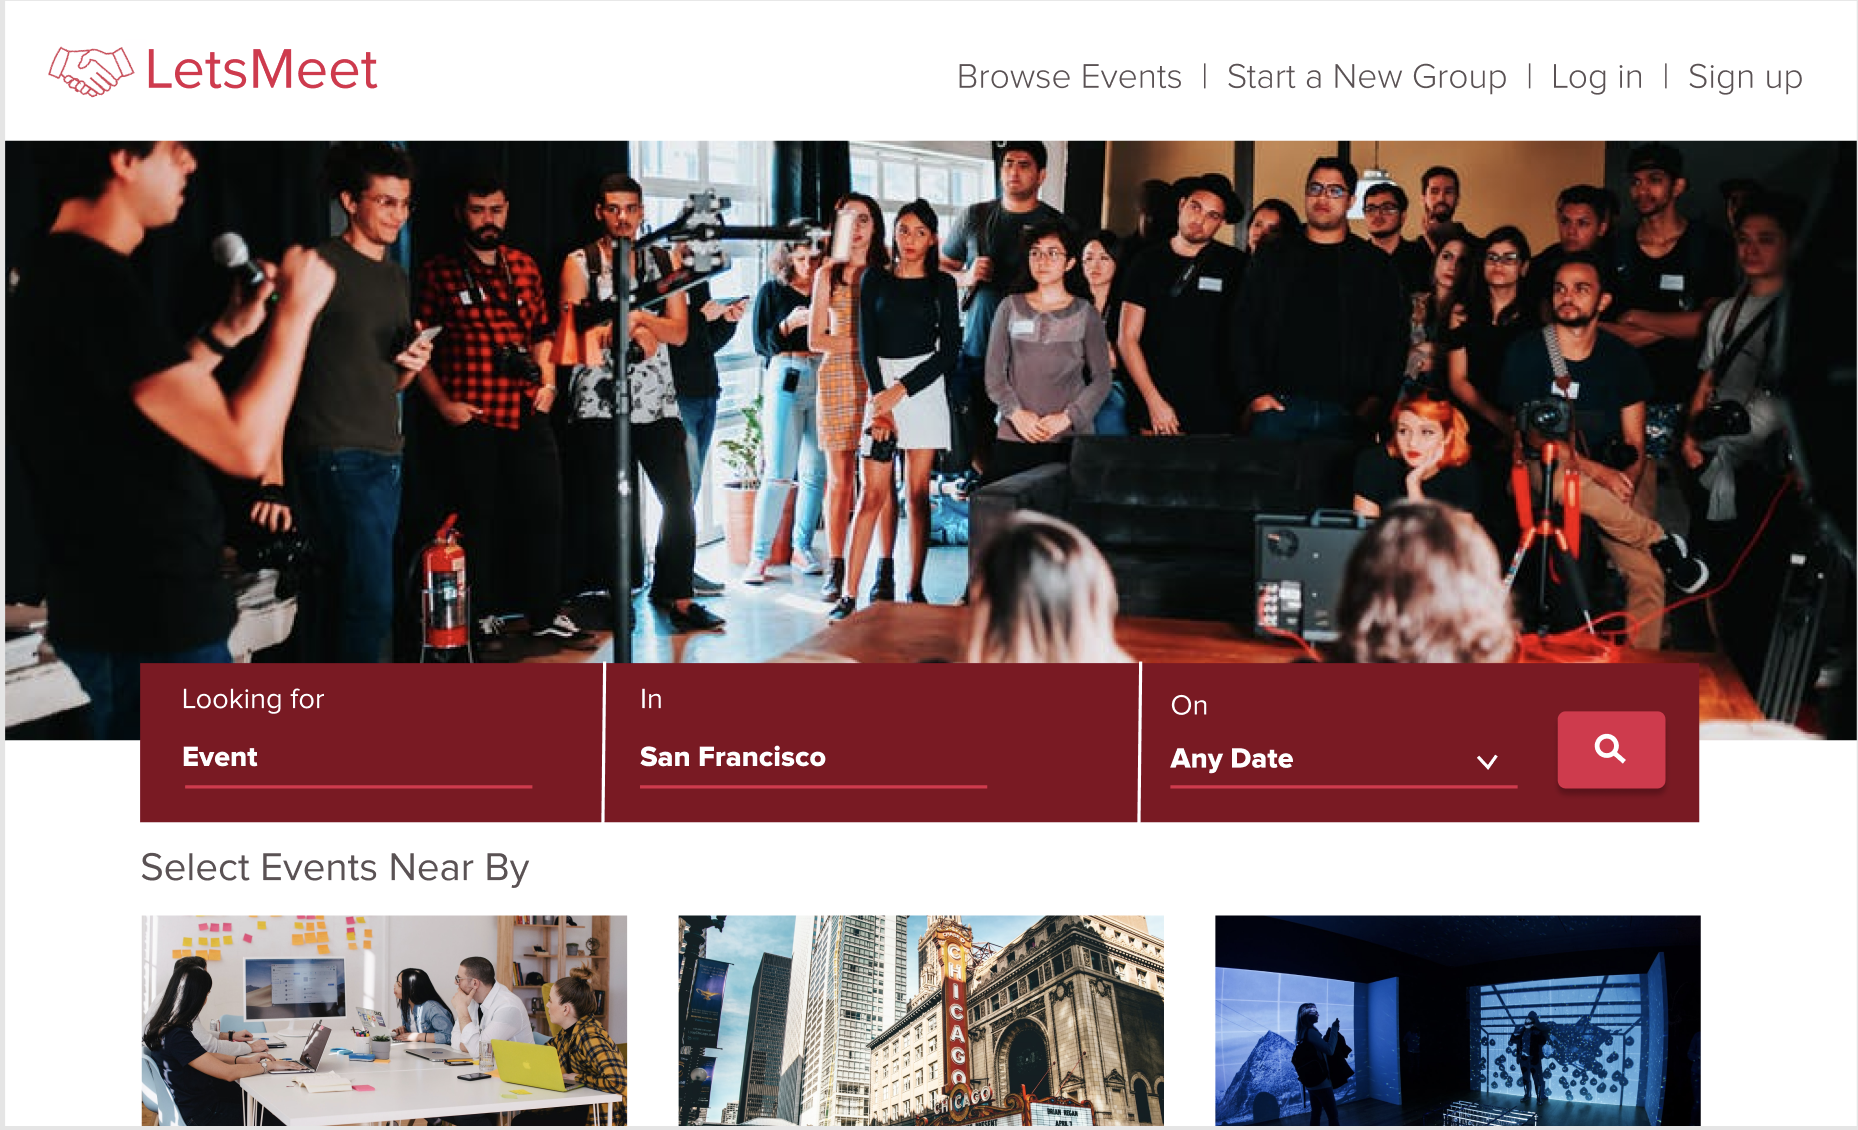 LetsMeet
Browse Events | Start a New Group | Log in | Sign up
Looking for
Event
In
San Francisco
On
Any Date
Select Events Near By
CHICAGO
CHICAGO